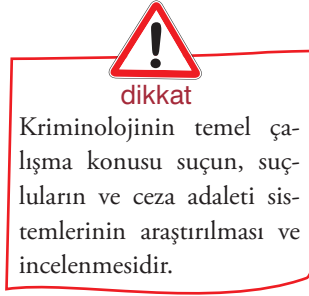 dikkat
Kriminolojinin temel ça-
lışma konusu suçun, suç-
luların ve ceza adaleti sis-
temlerinin araştırılması ve
incelenmesidir.